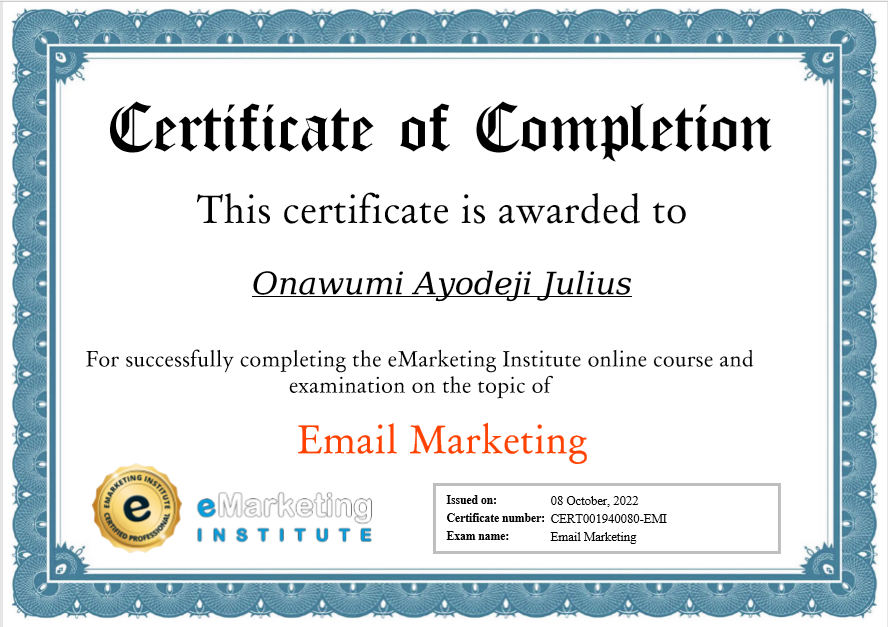 Certificate of Completion
This certificate is awarded to
Onawumi Ayodeji Julius
For successfully completing the eMarketing Institute online course and
examination on the topic of
Email Marketing
EMARKETING INSTITUTE
e
CERTIFIED PROFESSIONAL
eMarketing
INSTITUTE
Issued on: 08 October, 2022
Certificate number: CERT001940080-EMI
Exam name: Email Marketing